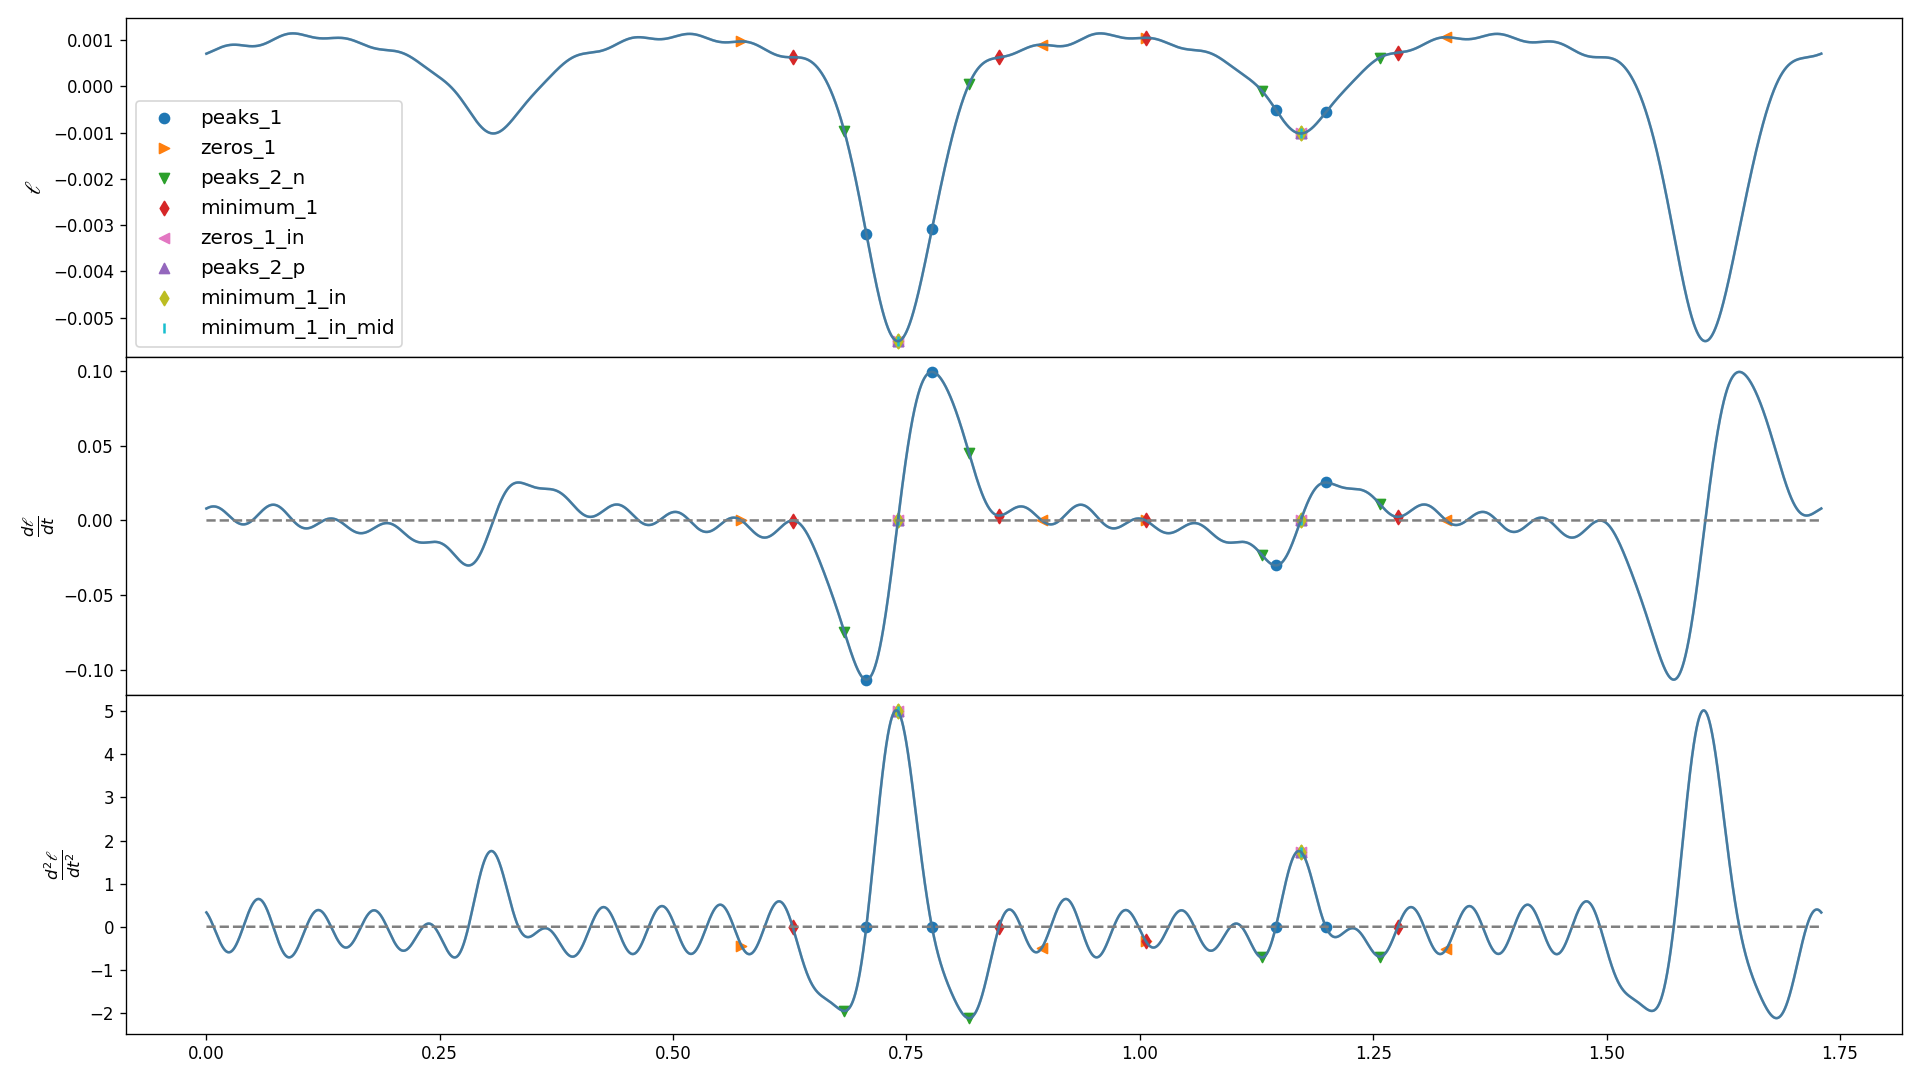 0.001
0.000
−0.001
−0.002
−0.003
−0.004
−0.005
ℓ
peaks_1
zeros_1
peaks_2_n
minimum_1
zeros_1_in
peaks_2_p
minimum_1_in
minimum_1_in_mid
0.10
0.05
0.00
−0.05
−0.10
dℓ
dt
5
4
3
2
1
0
−1
−2
d²ℓ
dt²
0.00 0.25 0.50 0.75 1.00 1.25 1.50 1.75